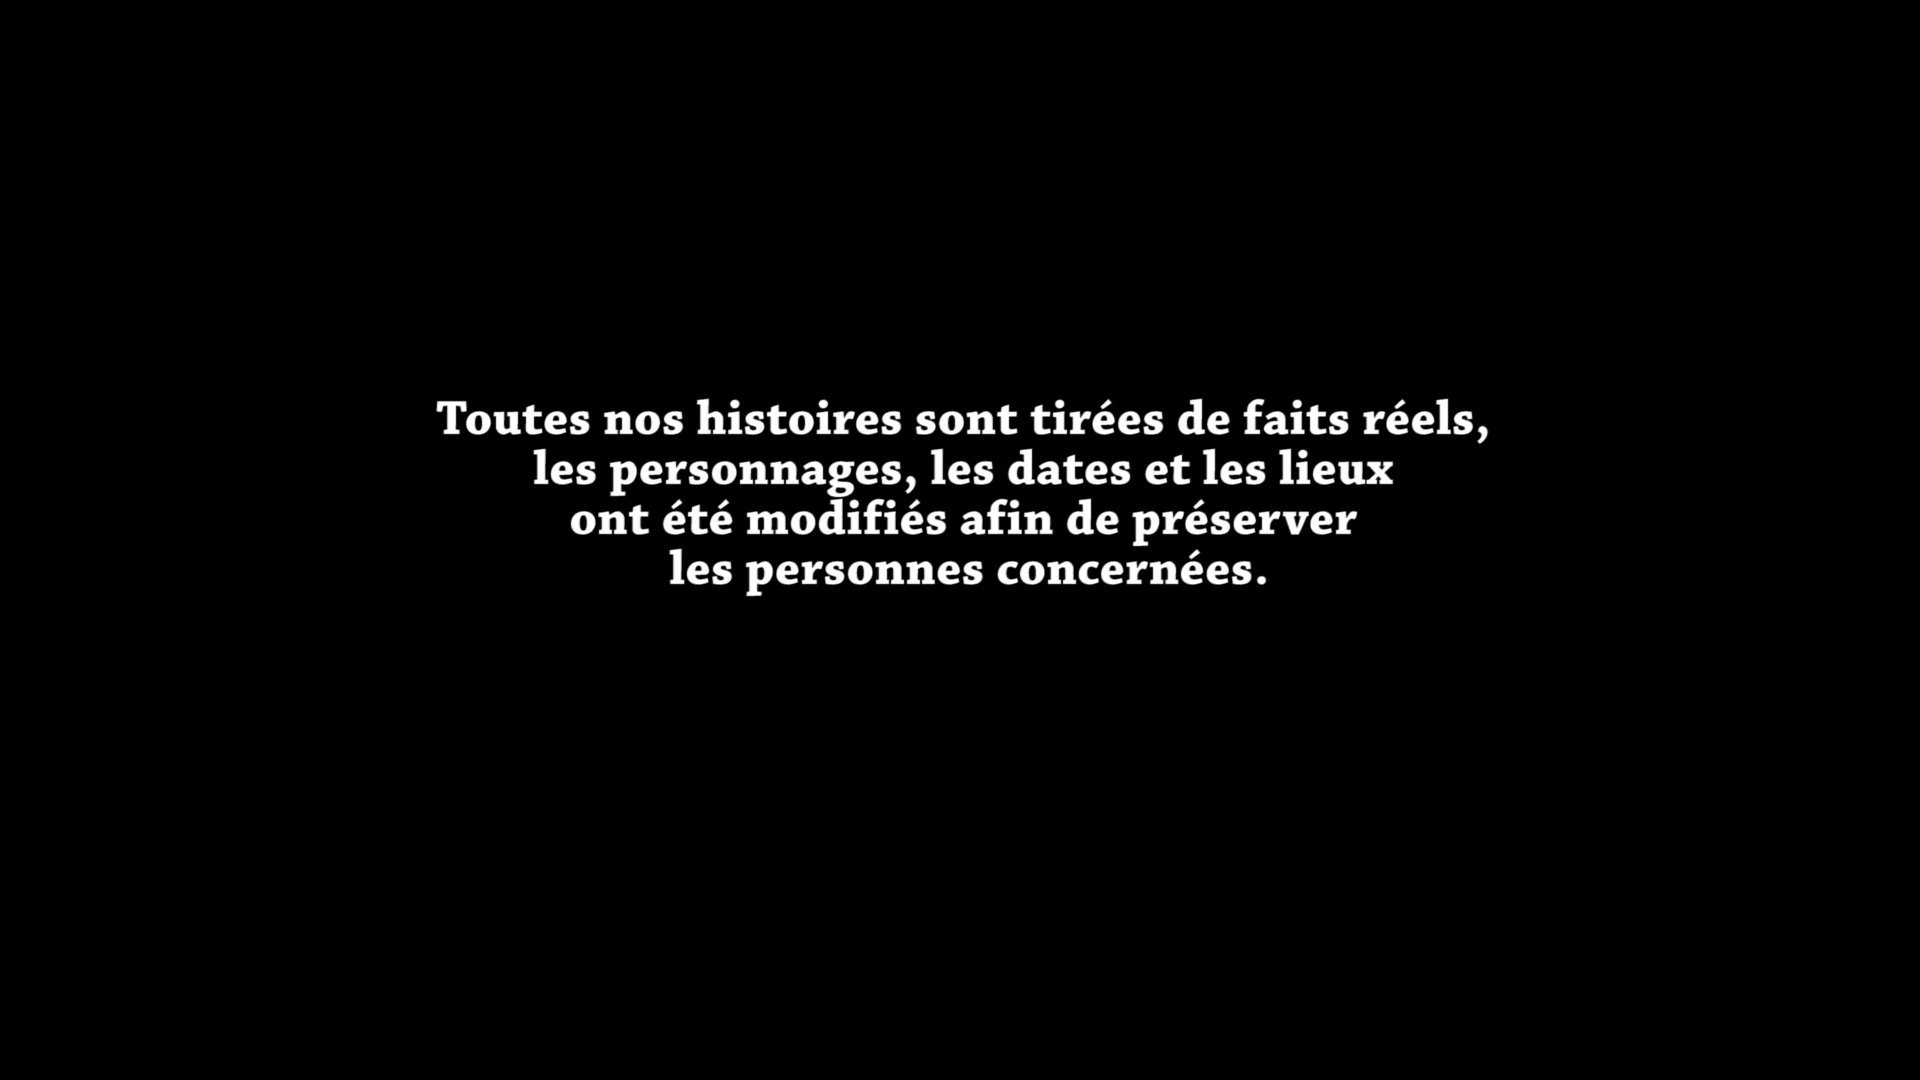 Toutes nos histoires sont tirées de faits réels,
les personnages, les dates et les lieux
ont été modifiés afin de préserver
les personnes concernées.